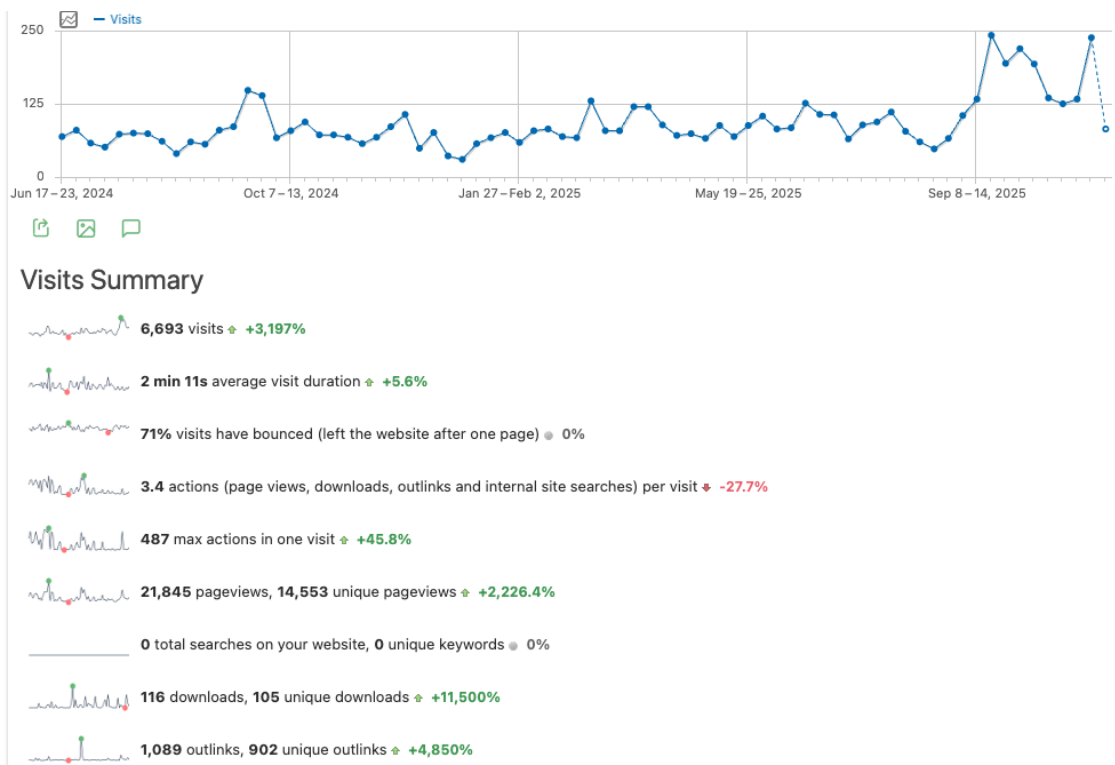 Visits
250
125
0
Jun 17–23, 2024 Oct 7–13, 2024 Jan 27–Feb 2, 2025 May 19–25, 2025 Sep 8–14, 2025
Visits Summary
6,693 visits +3,197%
2 min 11s average visit duration +5.6%
71% visits have bounced (left the website after one page) 0%
3.4 actions (page views, downloads, outlinks and internal site searches) per visit -27.7%
487 max actions in one visit +45.8%
21,845 pageviews, 14,553 unique pageviews +2,226.4%
0 total searches on your website, 0 unique keywords 0%
116 downloads, 105 unique downloads +11,500%
1,089 outlinks, 902 unique outlinks +4,850%